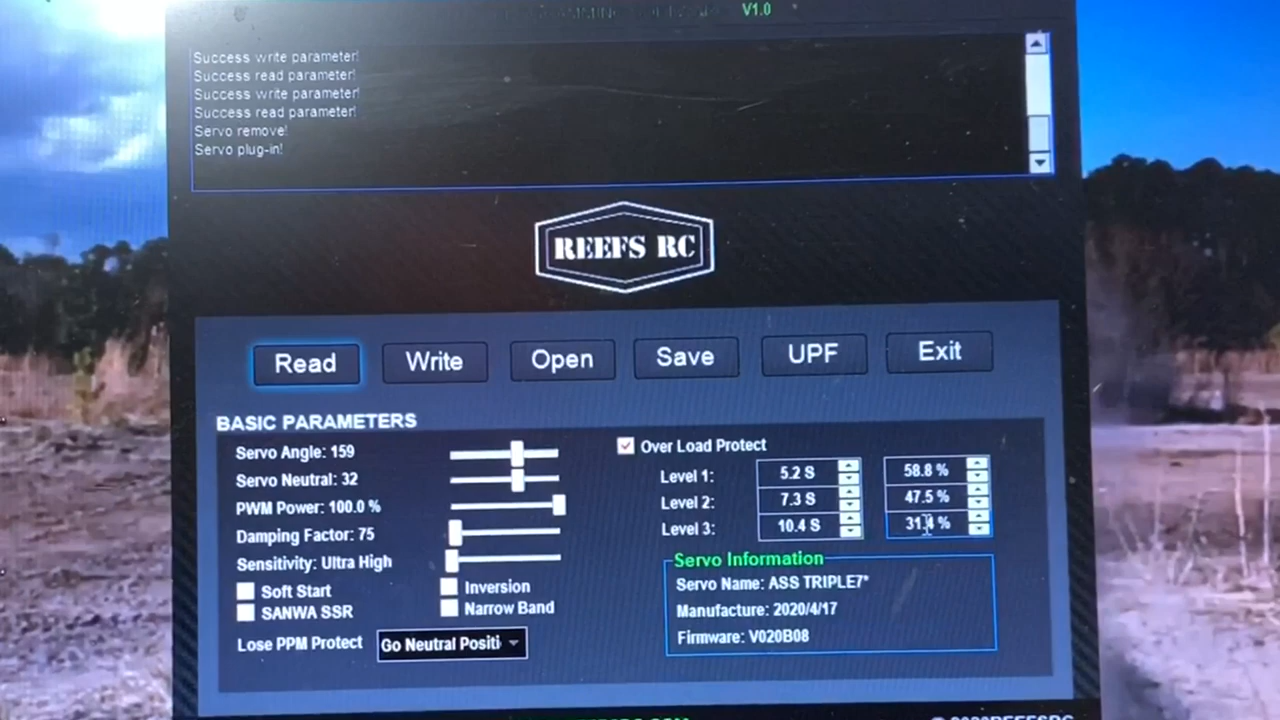 V1.0
Success write parameter!
Success read parameter!
Success write parameter!
Success read parameter!
Servo remove!
Servo plug-in!
REEFS RC
Read Write Open Save UPF Exit
BASIC PARAMETERS
Servo Angle: 159
Servo Neutral: 32
PWM Power: 100.0 %
Damping Factor: 75
Sensitivity: Ultra High
Soft Start
Inversion
SANWA SSR
Narrow Band
Lose PPM Protect Go Neutral Positi
Over Load Protect
Level 1: 5.2 S 58.8 %
Level 2: 7.3 S 47.5 %
Level 3: 10.4 S 31.4 %
Servo Information
Servo Name: ASS TRIPLE7*
Manufacture: 2020/4/17
Firmware: V020B08